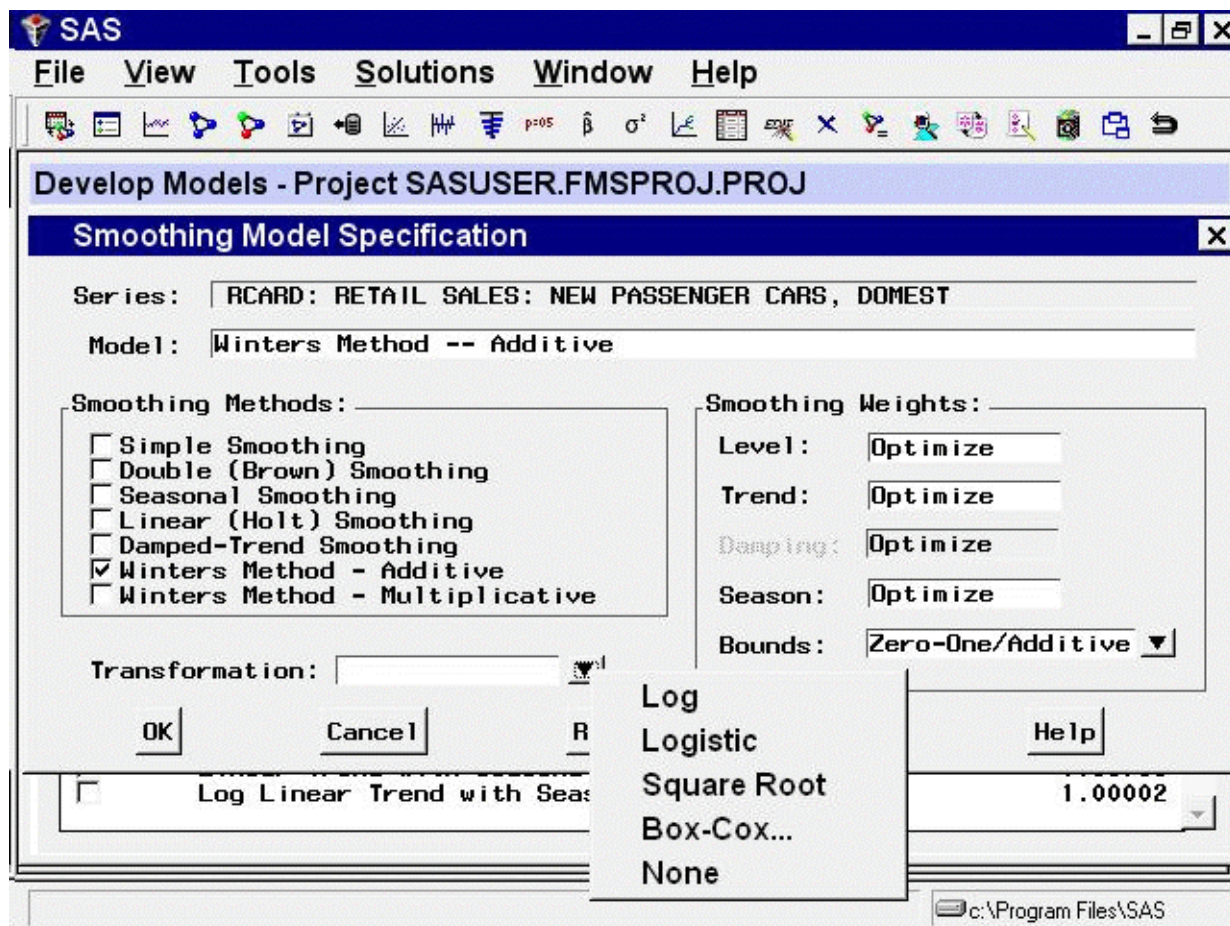 SAS
File View Tools Solutions Window Help
p=05 β̂ σ²
Develop Models - Project SASUSER.FMSPROJ.PROJ
Smoothing Model Specification
Series: RCARD: RETAIL SALES: NEW PASSENGER CARS, DOMEST
Model: Winters Method -- Additive
Smoothing Methods:
Simple Smoothing
Double (Brown) Smoothing
Seasonal Smoothing
Linear (Holt) Smoothing
Damped-Trend Smoothing
Winters Method - Additive
Winters Method - Multiplicative
Smoothing Weights:
Level: Optimize
Trend: Optimize
Damping: Optimize
Season: Optimize
Bounds: Zero-One/Additive
Transformation:
Log
Logistic
Square Root
Box-Cox...
None
OK Cancel R Help
Log Linear Trend with Seas 1.00002
c:\Program Files\SAS